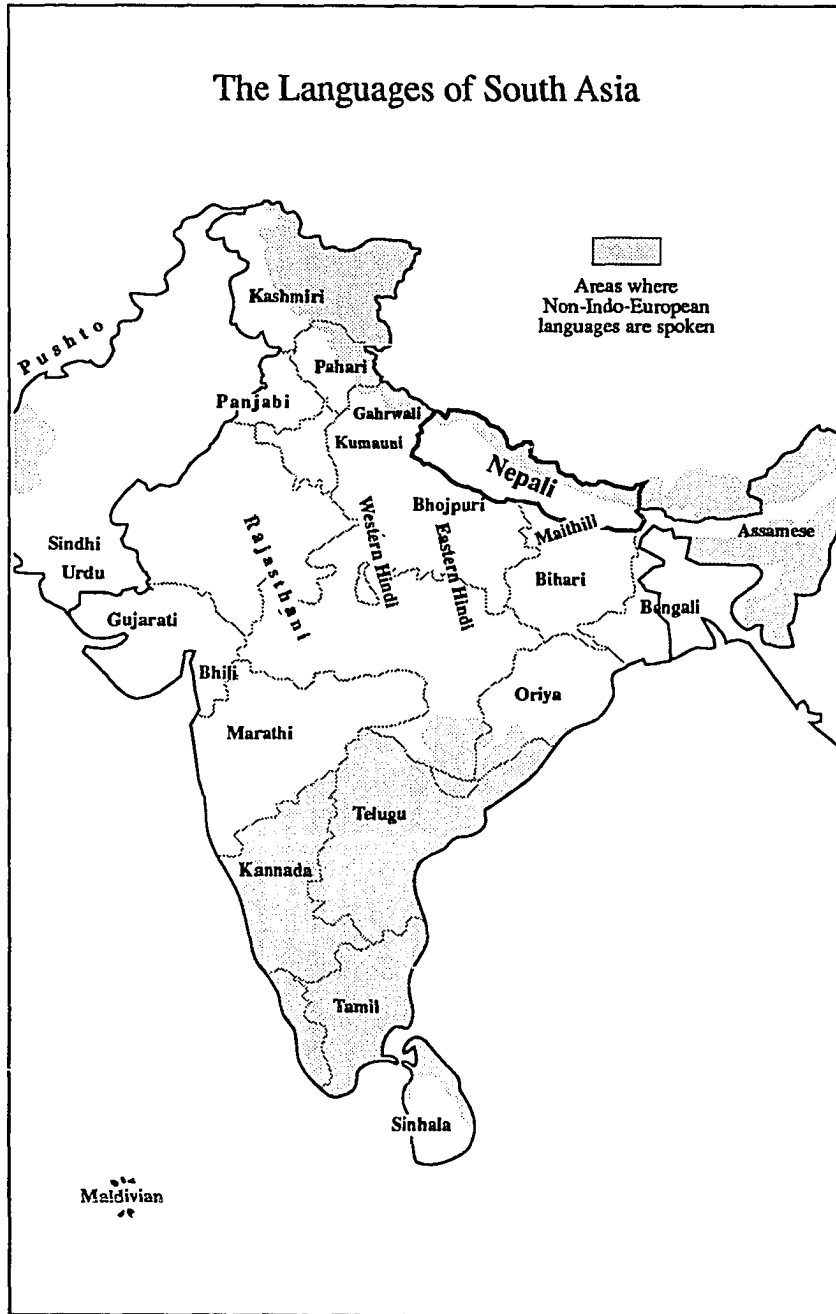 The Languages of South Asia
Areas where
Non-Indo-European
languages are spoken
Kashmiri
Pushto
Pahari
Panjabi
Gahrwali
Kumauni
Nepali
Bhojpuri
Maithill
Assamese
Western Hindi
Eastern Hindi
Rajasthani
Sindhi
Urdu
Bihari
Gujarati
Bengali
Bhili
Oriya
Marathi
Telugu
Kannada
Tamil
Sinhala
Maldivian